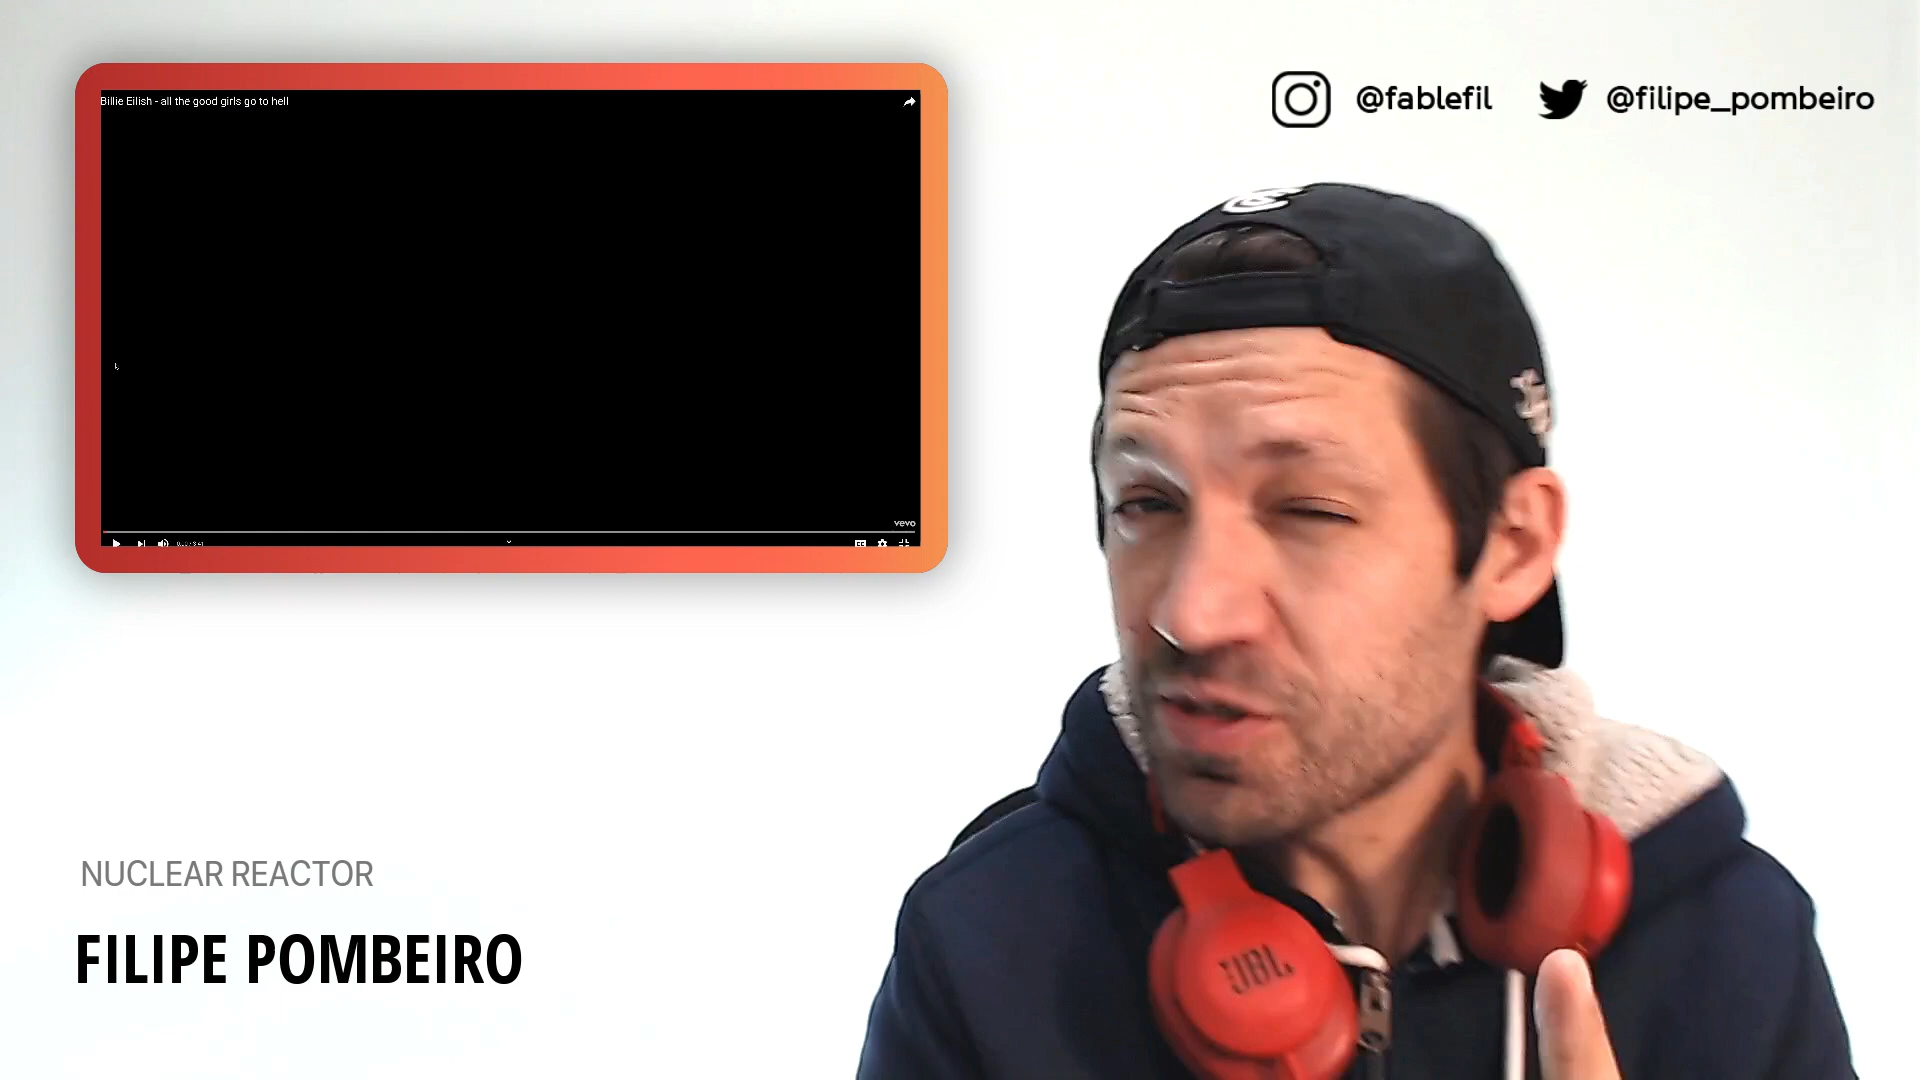 Billie Eilish - all the good girls go to hell
@fablefil
@filipe_pombeiro
vevo
NUCLEAR REACTOR
FILIPE POMBEIRO
JBL